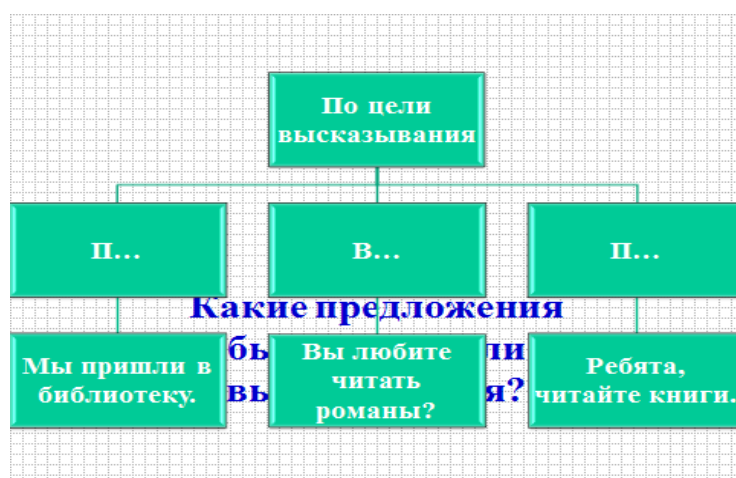 По цели
высказывания
П...
В...
П...
Какие предложения
Мы пришли в
библиотеку.
Вы любите
читать
романы?
Ребята,
читайте книги.